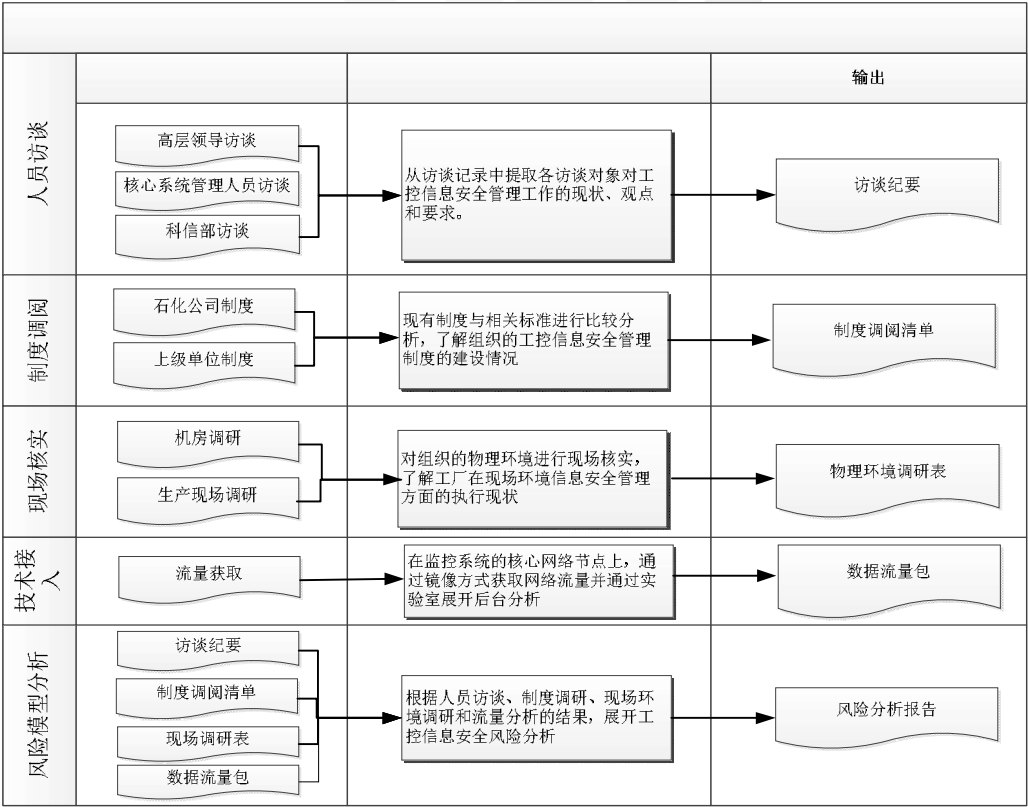 输出
人员访谈
高层领导访谈
核心系统管理人员访谈
科信部访谈
从访谈记录中提取各访谈对象对工
控信息安全管理工作的现状、观点
和要求。
访谈纪要
制度调阅
石化公司制度
上级单位制度
现有制度与相关标准进行比较分
析，了解组织的工控信息安全管理
制度的建设情况
制度调阅清单
现场核实
机房调研
生产现场调研
对组织的物理环境进行现场核实，
了解工厂在现场环境信息安全管理
方面的执行现状
物理环境调研表
技术接
入
流量获取
在监控系统的核心网络节点上，通
过镜像方式获取网络流量并通过实
验室展开后台分析
数据流量包
风险模型分析
访谈纪要
制度调阅清单
现场调研表
数据流量包
根据人员访谈、制度调研、现场环
境调研和流量分析的结果，展开工
控信息安全风险分析
风险分析报告